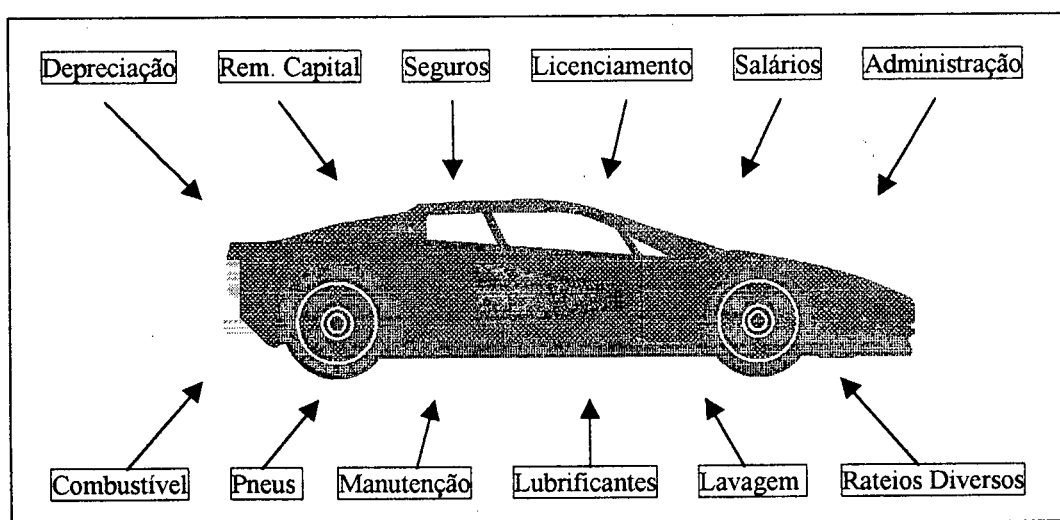 Depreciação Rem. Capital Seguros Licenciamento Salários Administração
Combustível Pneus Manutenção Lubrificantes Lavagem Rateios Diversos